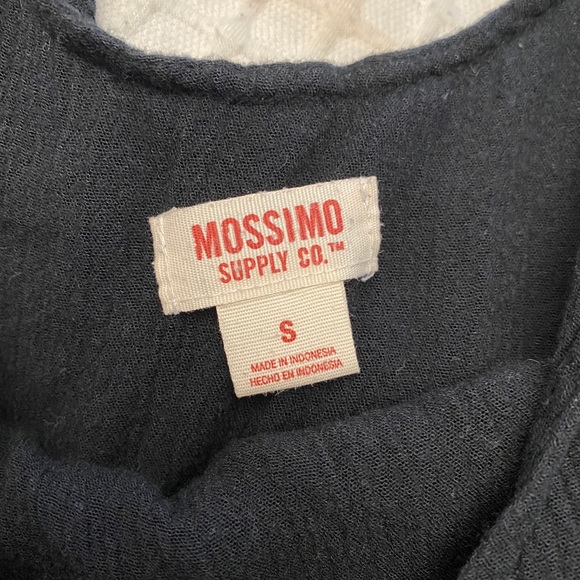 MOSSIMO
SUPPLY CO.™
S
MADE IN INDONESIA
HECHO EN INDONESIA